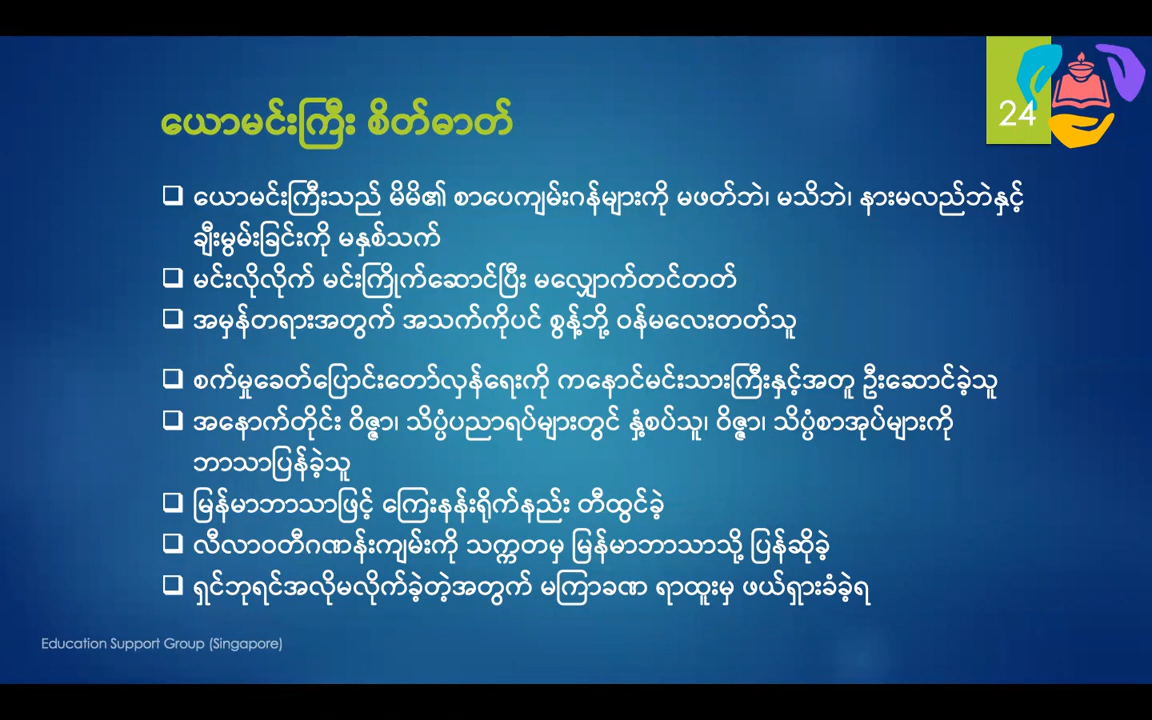 24
ယောမင်းကြီး စိတ်ဓာတ်
ယောမင်းကြီးသည် မိမိ၏ စာပေကျမ်းဂန်များကို မဖတ်ဘဲ၊ မသိဘဲ၊ နားမလည်ဘဲနှင့်
ချီးမွမ်းခြင်းကို မနှစ်သက်
မင်းလိုလိုက် မင်းကြိုက်ဆောင်ပြီး မလျှောက်တင်တတ်
အမှန်တရားအတွက် အသက်ကိုပင် စွန့်ဘို့ ဝန်မလေးတတ်သူ
စက်မှုခေတ်ပြောင်းတော်လှန်ရေးကို ကနောင်မင်းသားကြီးနှင့်အတူ ဦးဆောင်ခဲ့သူ
အနောက်တိုင်း ဝိဇ္ဇာ၊ သိပ္ပံပညာရပ်များတွင် နှံ့စပ်သူ၊ ဝိဇ္ဇာ၊ သိပ္ပံစာအုပ်များကို
ဘာသာပြန်ခဲ့သူ
မြန်မာဘာသာဖြင့် ကြေးနန်းရိုက်နည်း တီထွင်ခဲ့
လီလာဝတီဂဏန်းကျမ်းကို သက္ကတမှ မြန်မာဘာသာသို့ ပြန်ဆိုခဲ့
ရှင်ဘုရင်အလိုမလိုက်ခဲ့တဲ့အတွက် မကြာခဏ ရာထူးမှ ဖယ်ရှားခံခဲ့ရ
Education Support Group (Singapore)